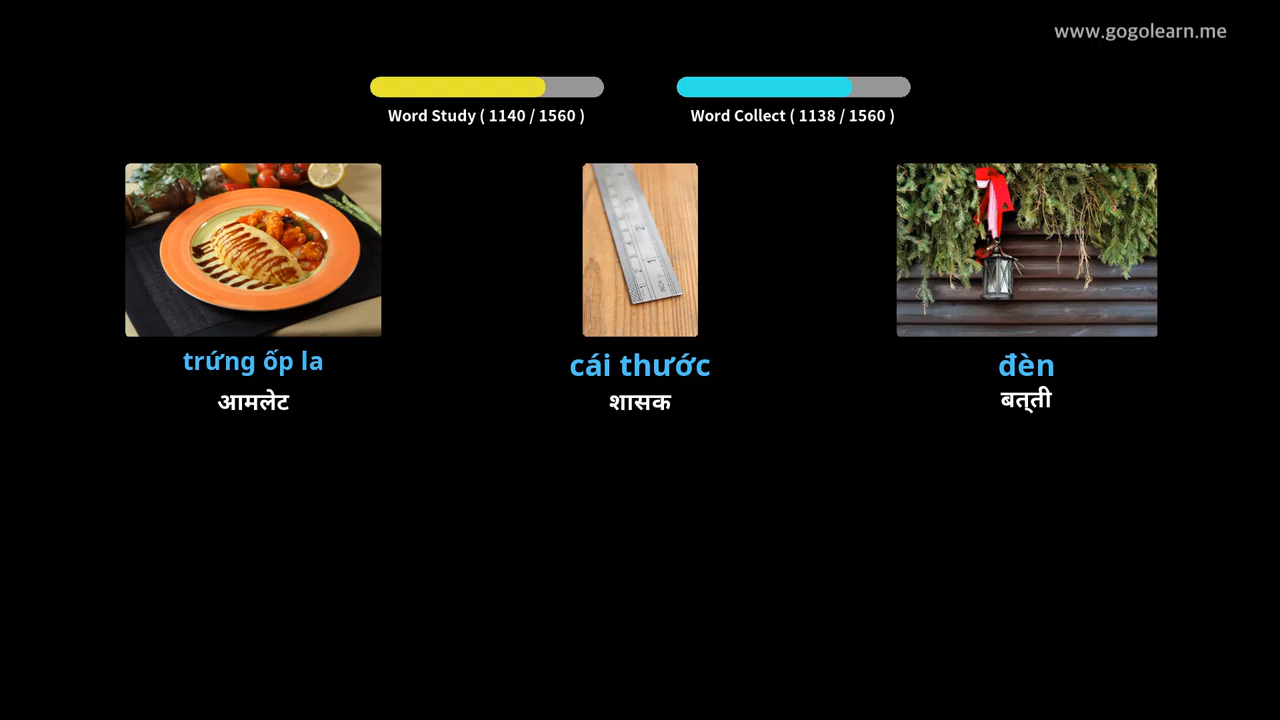 www.gogolearn.me
Word Study ( 1140 / 1560 )
Word Collect ( 1138 / 1560 )
trứng ốp la
आमलेट
cái thước
शासक
đèn
बत्ती